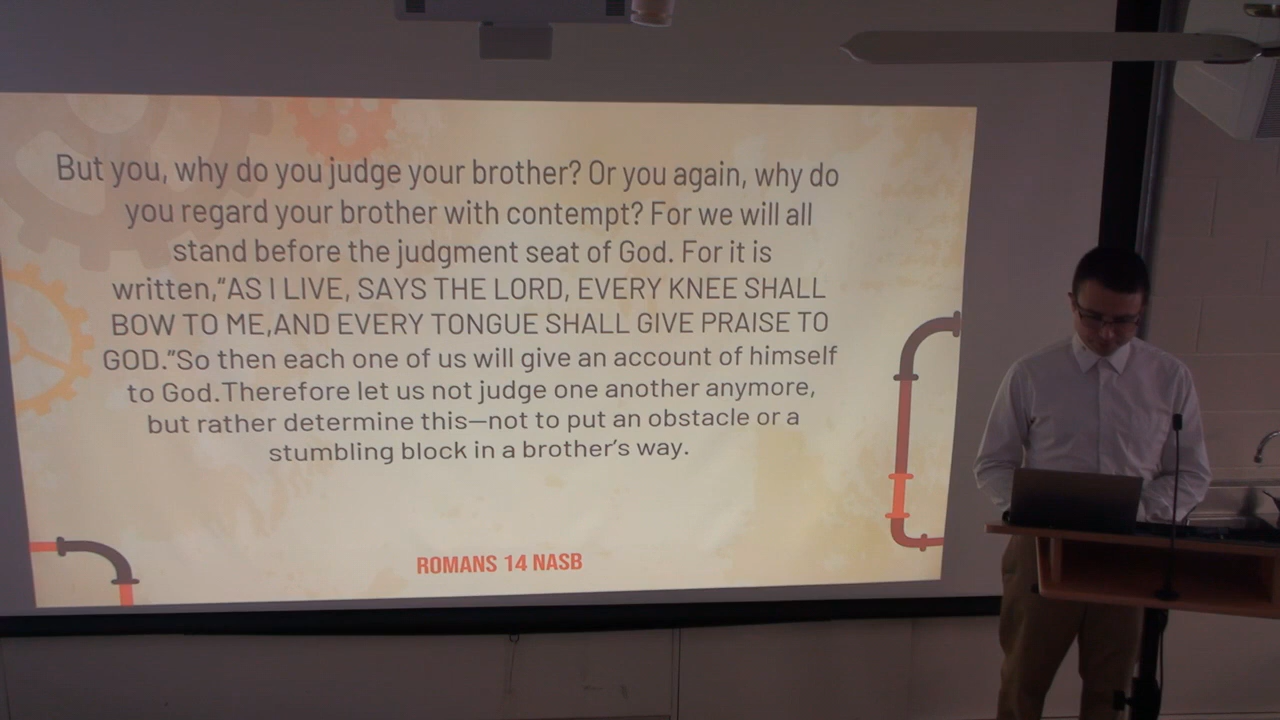 But you, why do you judge your brother? Or you again, why do
you regard your brother with contempt? For we will all
stand before the judgment seat of God. For it is
written,"AS I LIVE, SAYS THE LORD, EVERY KNEE SHALL
BOW TO ME,AND EVERY TONGUE SHALL GIVE PRAISE TO
GOD."So then each one of us will give an account of himself
to God.Therefore let us not judge one another anymore,
but rather determine this—not to put an obstacle or a
stumbling block in a brother's way.
ROMANS 14 NASB